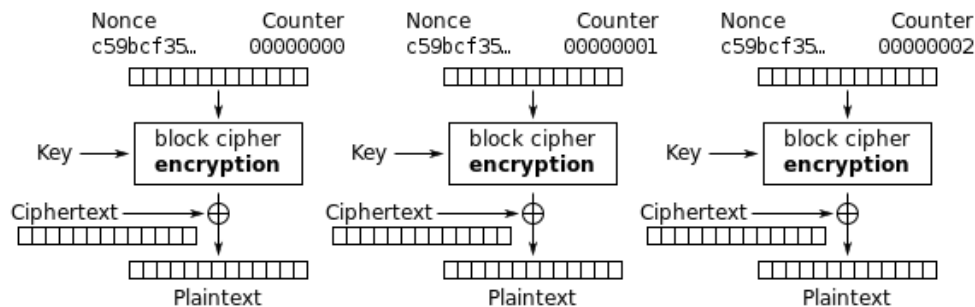 Nonce Counter Nonce Counter Nonce Counter
c59bcf35… 00000000 c59bcf35… 00000001 c59bcf35… 00000002
block cipher block cipher block cipher
Key Key Key
encryption encryption encryption
Ciphertext Ciphertext Ciphertext
Plaintext Plaintext Plaintext